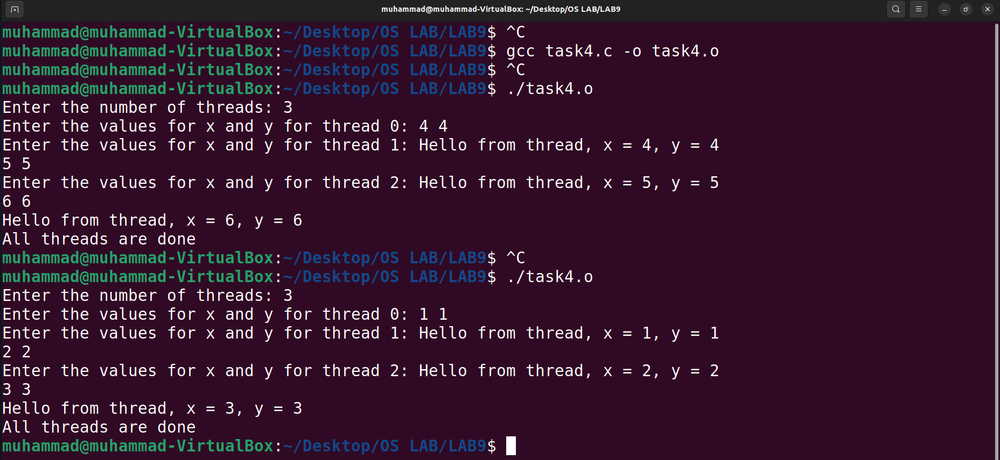 muhammad@muhammad-VirtualBox: ~/Desktop/OS LAB/LAB9
muhammad@muhammad-VirtualBox:~/Desktop/OS LAB/LAB9$ ^C
muhammad@muhammad-VirtualBox:~/Desktop/OS LAB/LAB9$ gcc task4.c -o task4.o
muhammad@muhammad-VirtualBox:~/Desktop/OS LAB/LAB9$ ^C
muhammad@muhammad-VirtualBox:~/Desktop/OS LAB/LAB9$ ./task4.o
Enter the number of threads: 3
Enter the values for x and y for thread 0: 4 4
Enter the values for x and y for thread 1: Hello from thread, x = 4, y = 4
5 5
Enter the values for x and y for thread 2: Hello from thread, x = 5, y = 5
6 6
Hello from thread, x = 6, y = 6
All threads are done
muhammad@muhammad-VirtualBox:~/Desktop/OS LAB/LAB9$ ^C
muhammad@muhammad-VirtualBox:~/Desktop/OS LAB/LAB9$ ./task4.o
Enter the number of threads: 3
Enter the values for x and y for thread 0: 1 1
Enter the values for x and y for thread 1: Hello from thread, x = 1, y = 1
2 2
Enter the values for x and y for thread 2: Hello from thread, x = 2, y = 2
3 3
Hello from thread, x = 3, y = 3
All threads are done
muhammad@muhammad-VirtualBox:~/Desktop/OS LAB/LAB9$